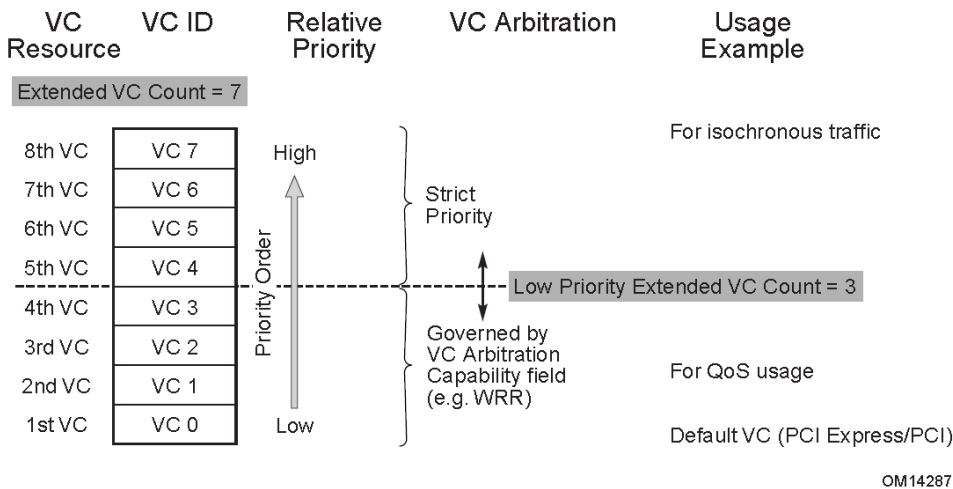 VC Resource
VC ID
Relative Priority
VC Arbitration
Usage Example
Extended VC Count = 7
For isochronous traffic
8th VC
VC 7
High
7th VC
VC 6
Strict Priority
6th VC
VC 5
5th VC
VC 4
Priority Order
Low Priority Extended VC Count = 3
4th VC
VC 3
3rd VC
VC 2
Governed by
VC Arbitration
Capability field
(e.g. WRR)
For QoS usage
2nd VC
VC 1
1st VC
VC 0
Low
Default VC (PCI Express/PCI)
OM14287